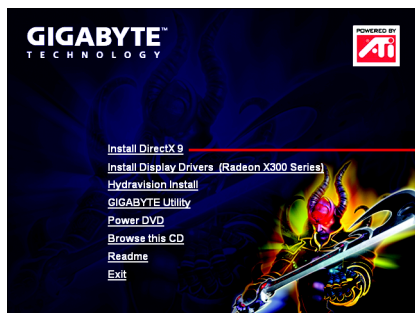 GIGABYTE™
TECHNOLOGY
POWERED BY
ATi
Install DirectX 9
Install Display Drivers (Radeon X300 Series)
Hydravision Install
GIGABYTE Utility
Power DVD
Browse this CD
Readme
Exit